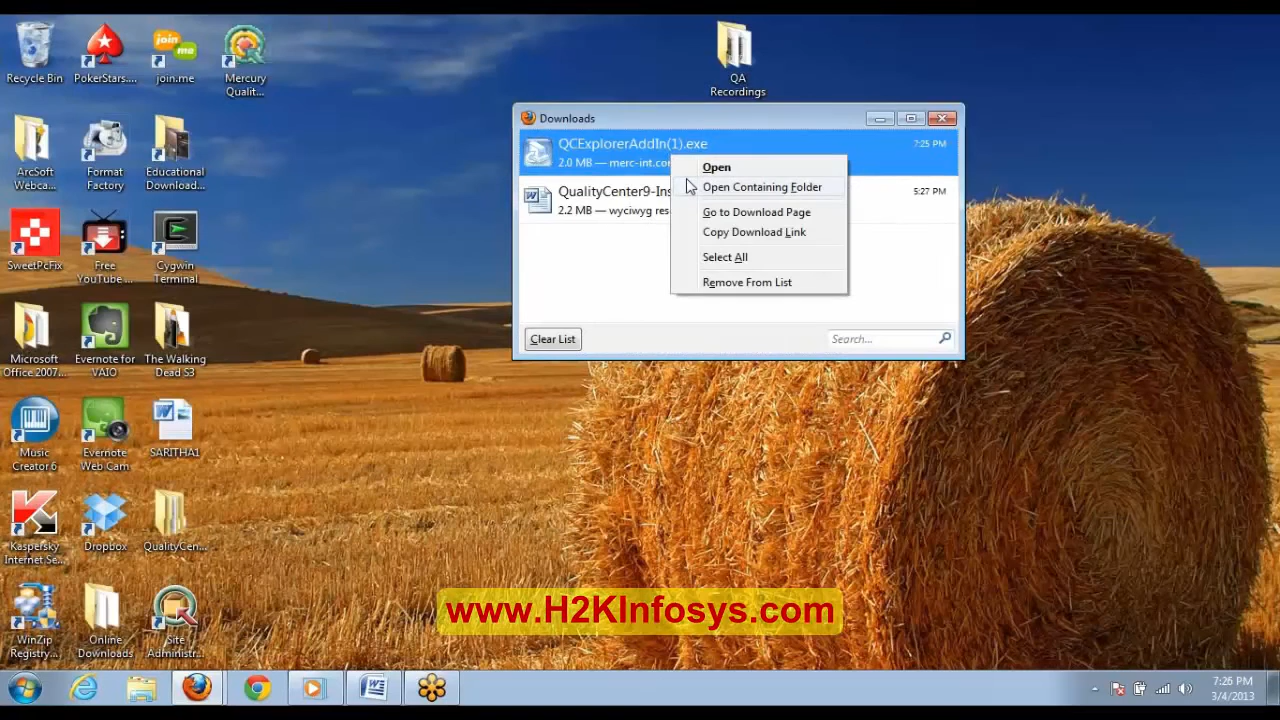 Recycle Bin
PokerStars....
join.me
Mercury
Qualit...
join
me
QA
Recordings
Downloads
QCExplorerAddIn(1).exe
7:25 PM
2.0 MB — merc-int.co
QualityCenter9-Ins
5:27 PM
2.2 MB — wyciwyg res
Open
Open Containing Folder
Go to Download Page
Copy Download Link
Select All
Remove From List
Clear List
Search...
ArcSoft
Webca...
Format
Factory
Educational
Download...
SweetPcFix
Free
YouTube ...
Cygwin
Terminal
Microsoft
Office 2007...
Evernote for
VAIO
The Walking
Dead S3
Music
Creator 6
Evernote
Web Cam
SARITHA1
Kaspersky
Internet Se...
Dropbox
QualityCen...
WinZip
Registry...
Online
Downloads
Site
Administr...
www.H2KInfosys.com
7:26 PM
3/4/2013